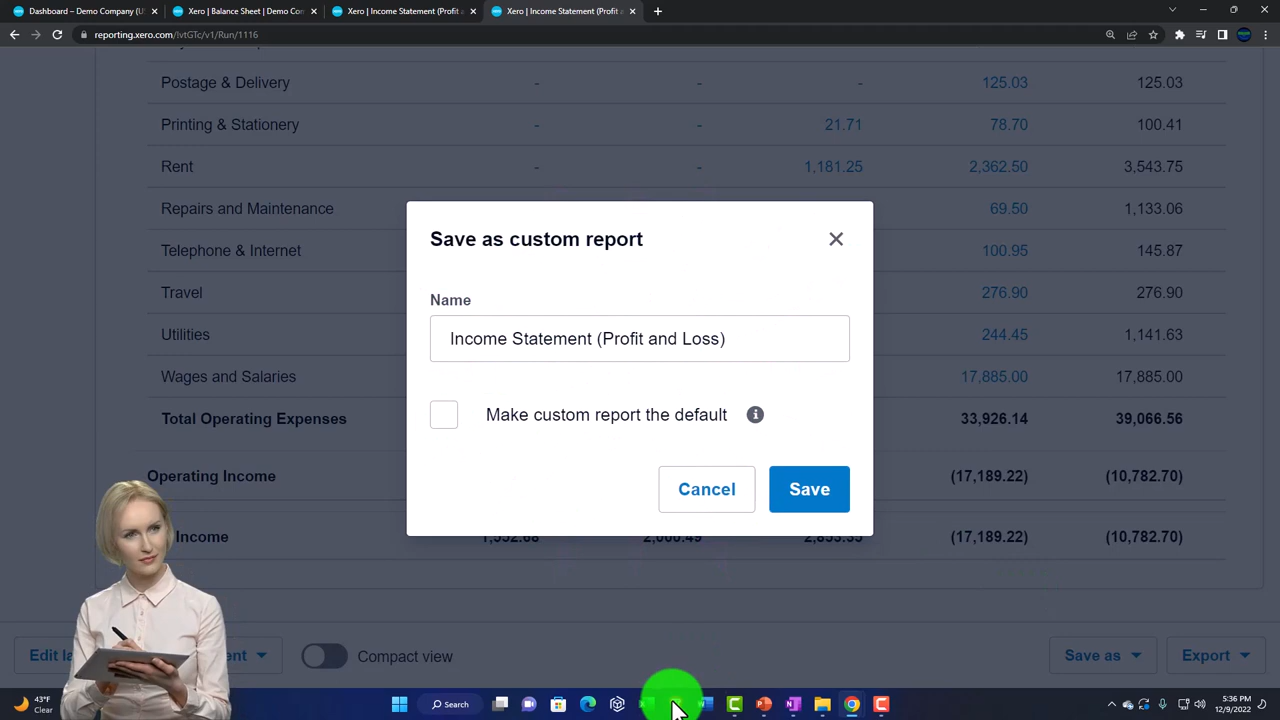 Dashboard – Demo Company (U
Xero | Balance Sheet | Demo Com
Xero | Income Statement (Profit a
Xero | Income Statement (Profit a
reporting.xero.com/!vtGTc/v1/Run/1116
Postage & Delivery - - - 125.03 125.03
Printing & Stationery - - 21.71 78.70 100.41
Rent - - 1,181.25 2,362.50 3,543.75
Repairs and Maintenance 69.50 1,133.06
Save as custom report
Telephone & Internet 100.95 145.87
Travel 276.90 276.90
Name
Utilities Income Statement (Profit and Loss) 244.45 1,141.63
Wages and Salaries 17,885.00 17,885.00
Total Operating Expenses Make custom report the default 33,926.14 39,066.56
Operating Income (17,189.22) (10,782.70)
Cancel Save
Income (17,189.22) (10,782.70)
Edit Compact view Save as Export
43°F
Clear
Search
5:36 PM
12/9/2022